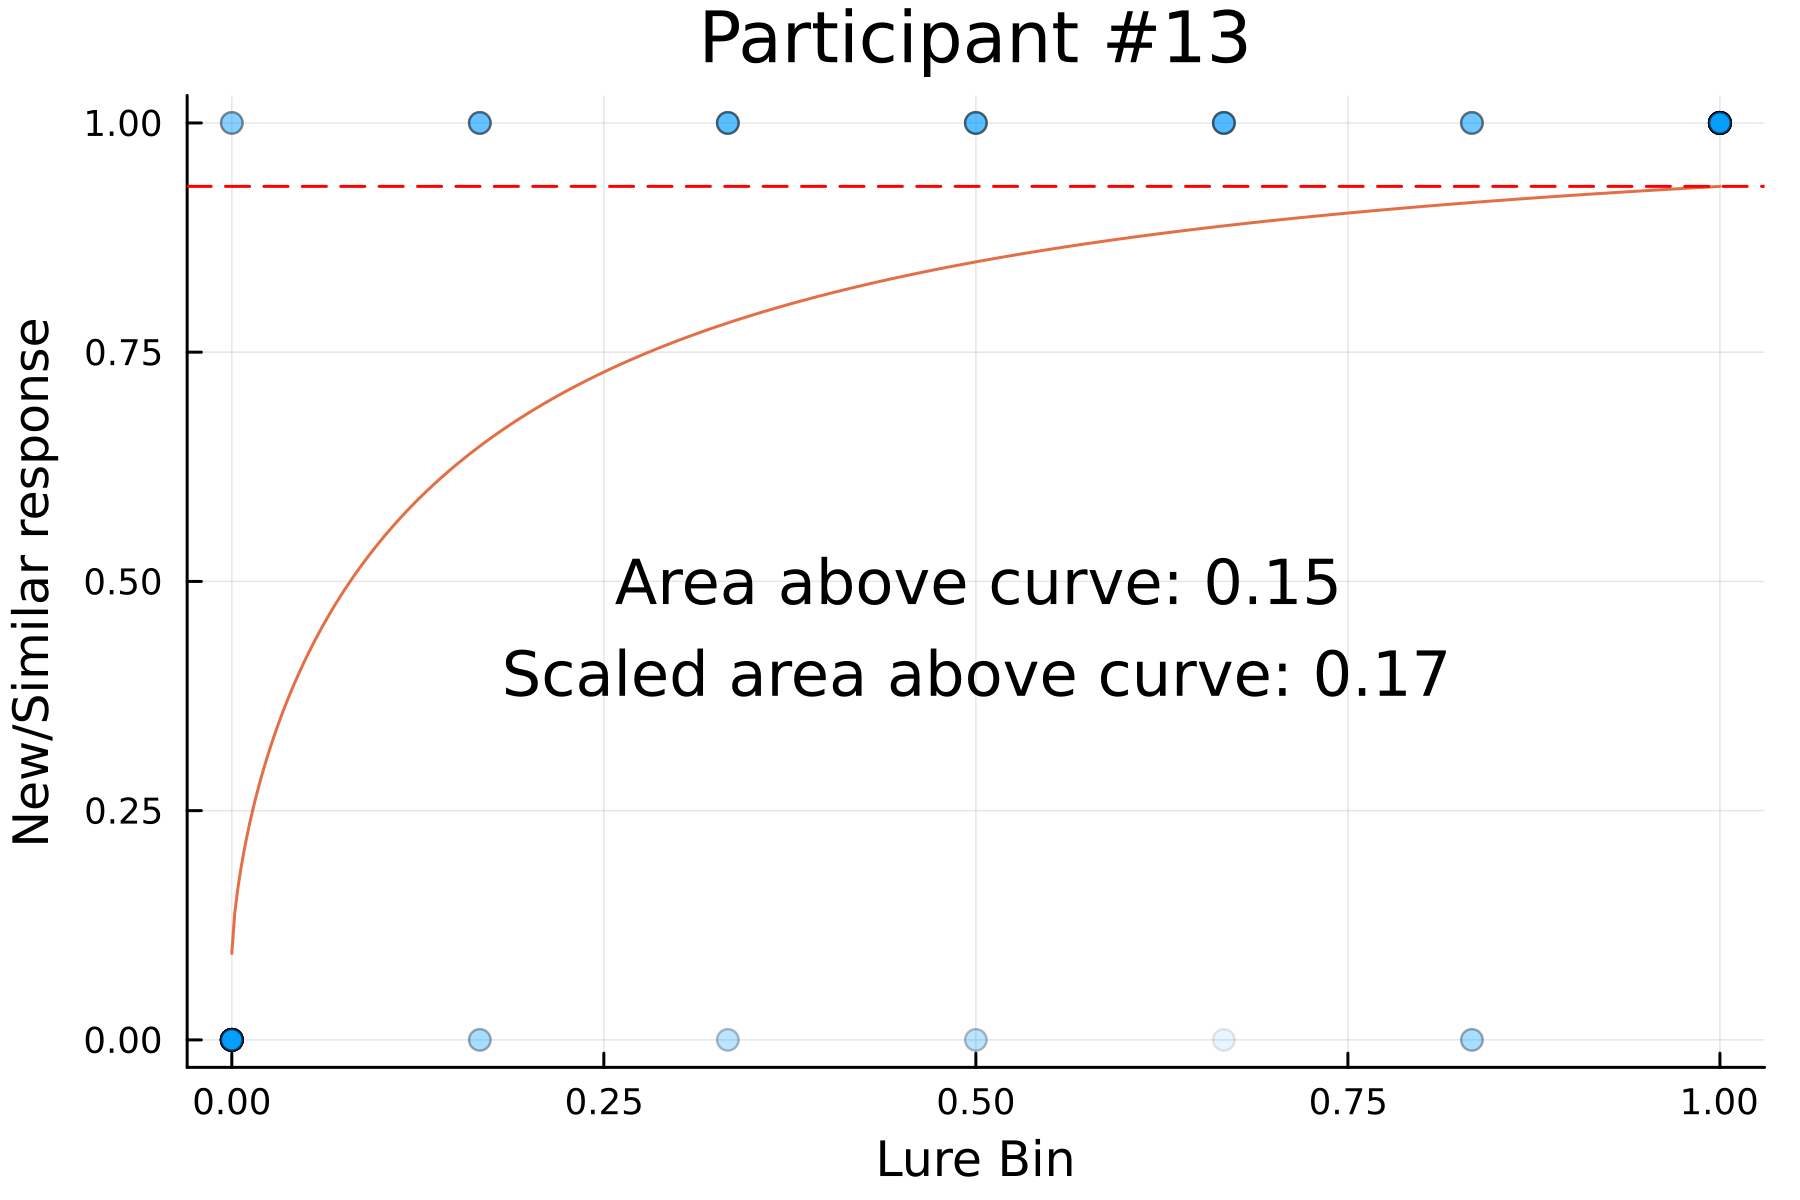 Participant #13
New/Similar response
1.00
0.75
0.50
0.25
0.00
Area above curve: 0.15
Scaled area above curve: 0.17
0.00 0.25 0.50 0.75 1.00
Lure Bin